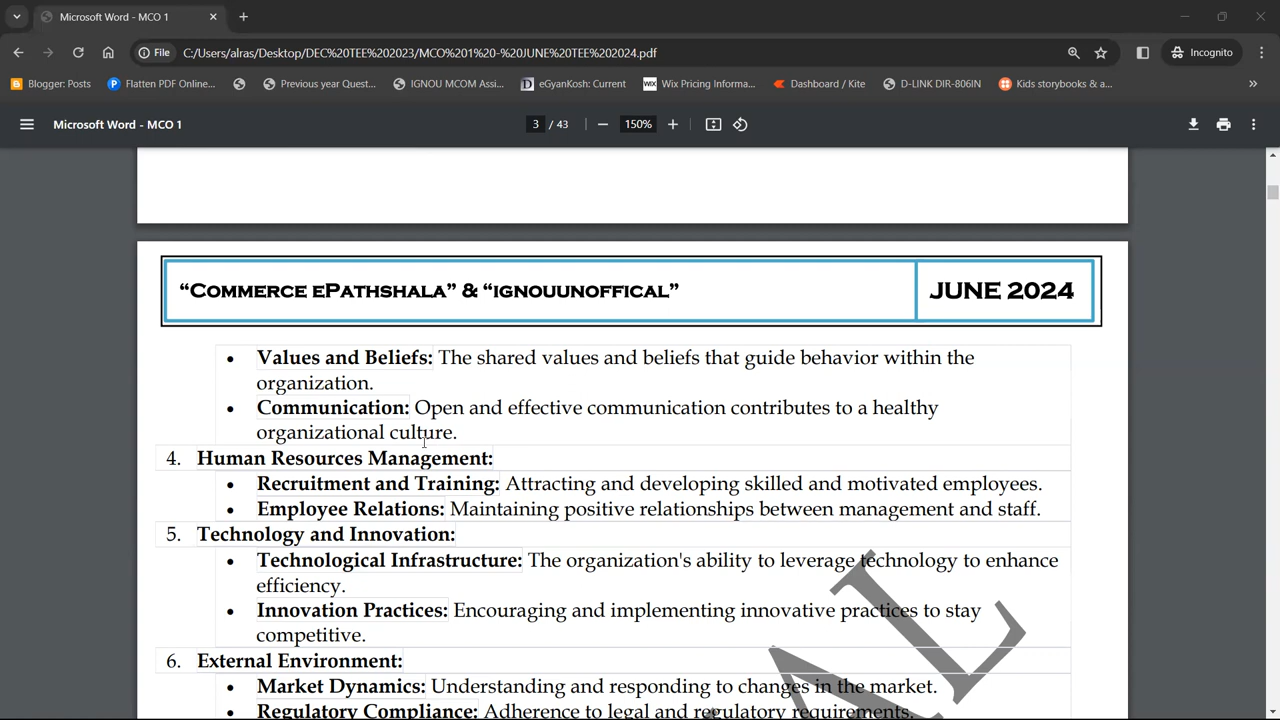 Microsoft Word - MCO 1
File
C:/Users/alras/Desktop/DEC%20TEE%202023/MCO%201%20-%20JUNE%20TEE%202024.pdf
Incognito
Blogger: Posts
Flatten PDF Online...
Previous year Quest...
IGNOU MCOM Assi...
eGyanKosh: Current
WIX
Wix Pricing Informa...
Dashboard / Kite
D-LINK DIR-806IN
Kids storybooks & a...
Microsoft Word - MCO 1
3 / 43
150%
“COMMERCE EPATHSHALA” & “IGNOUUNOFFICAL”
JUNE 2024
• Values and Beliefs: The shared values and beliefs that guide behavior within the
organization.
• Communication: Open and effective communication contributes to a healthy
organizational culture.
4. Human Resources Management:
• Recruitment and Training: Attracting and developing skilled and motivated employees.
• Employee Relations: Maintaining positive relationships between management and staff.
5. Technology and Innovation:
• Technological Infrastructure: The organization's ability to leverage technology to enhance
efficiency.
• Innovation Practices: Encouraging and implementing innovative practices to stay
competitive.
6. External Environment:
• Market Dynamics: Understanding and responding to changes in the market.
• Regulatory Compliance: Adherence to legal and regulatory requirements.
AL